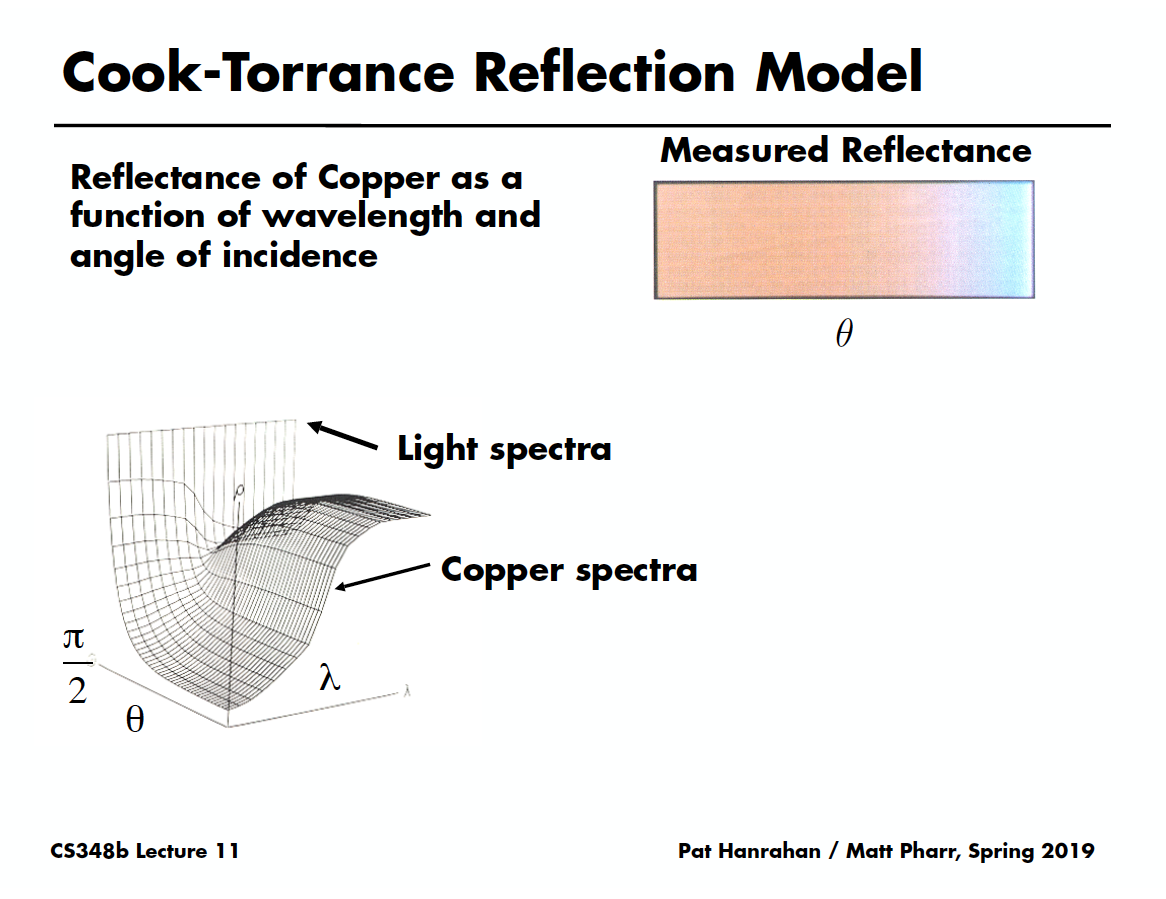 Cook-Torrance Reflection Model
Reflectance of Copper as a
function of wavelength and
angle of incidence
Measured Reflectance
θ
Light spectra
ρ
Copper spectra
π
2
θ
λ
λ
CS348b Lecture 11
Pat Hanrahan / Matt Pharr, Spring 2019